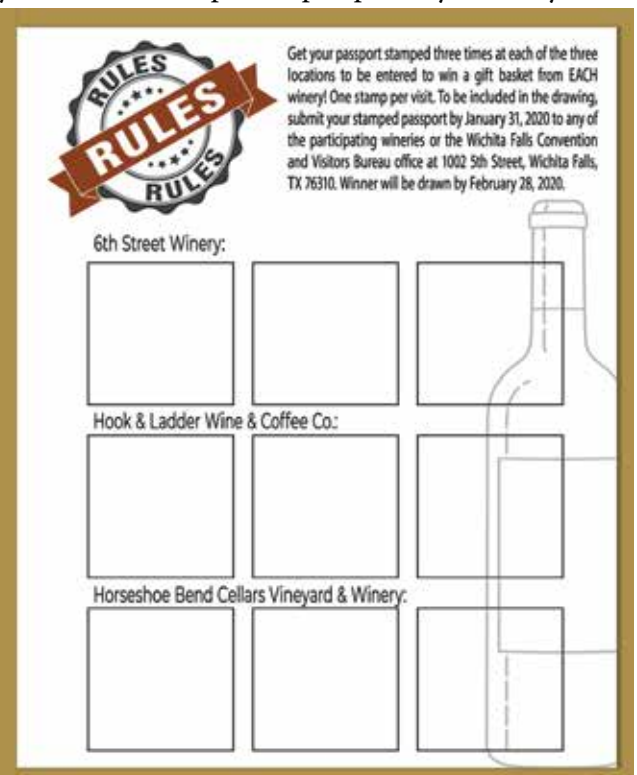 RULES
RULES
RULES
Get your passport stamped three times at each of the three
locations to be entered to win a gift basket from EACH
winery! One stamp per visit. To be included in the drawing,
submit your stamped passport by January 31, 2020 to any of
the participating wineries or the Wichita Falls Convention
and Visitors Bureau office at 1002 5th Street, Wichita Falls,
TX 76310. Winner will be drawn by February 28, 2020.
6th Street Winery:
Hook & Ladder Wine & Coffee Co.:
Horseshoe Bend Cellars Vineyard & Winery: